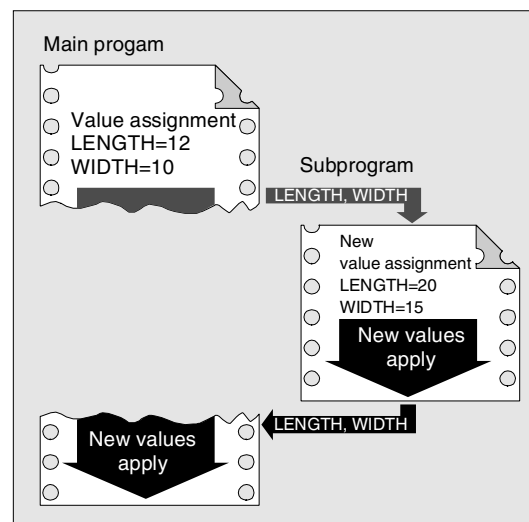 Main progam
Value assignment
LENGTH=12
WIDTH=10
Subprogram
LENGTH, WIDTH
New
value assignment
LENGTH=20
WIDTH=15
New values
apply
LENGTH, WIDTH
New values
apply